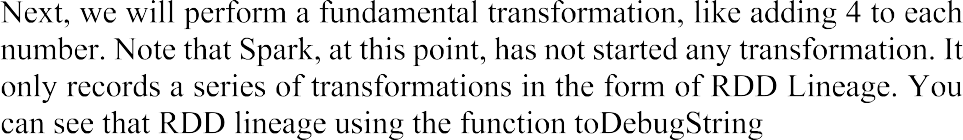 Next, we will perform a fundamental transformation, like adding 4 to each
number. Note that Spark, at this point, has not started any transformation. It
only records a series of transformations in the form of RDD Lineage. You
can see that RDD lineage using the function toDebugString